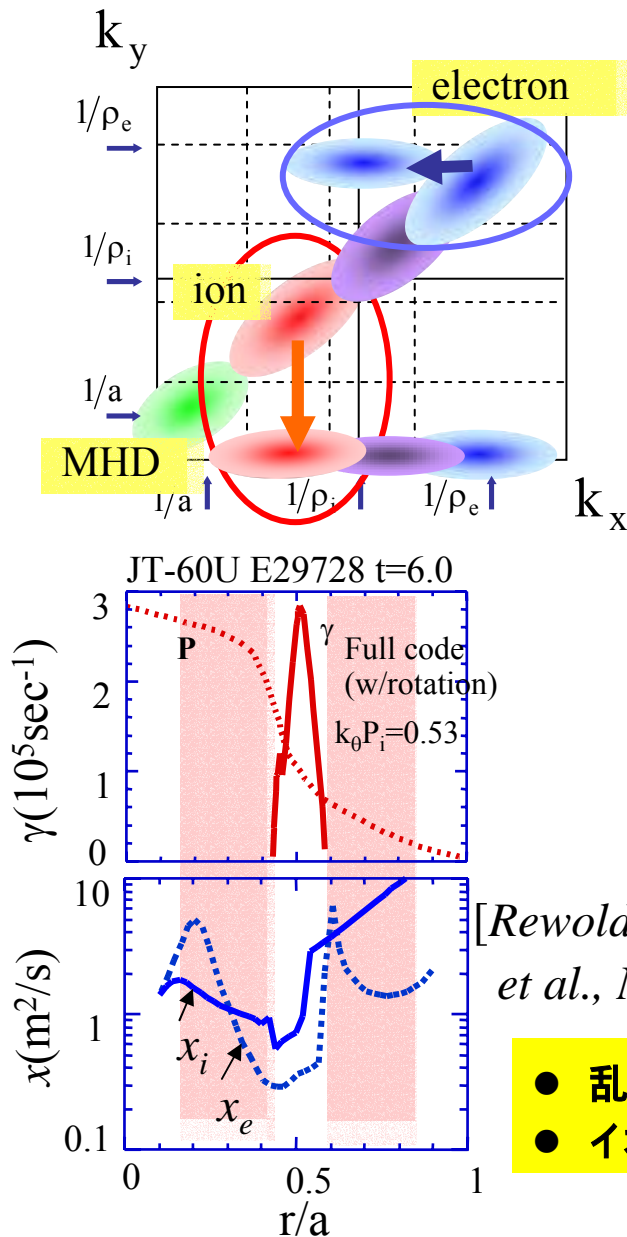 k_y
electron
1/ρ_e
1/ρ_i
ion
1/a
MHD
1/a
1/ρ_i
1/ρ_e
k_x
JT-60U E29728 t=6.0
3
P
γ
Full code
(w/rotation)
2
k_θP_i=0.53
γ(10^5sec^-1)
1
0
10
[Rewold
et al., 
x(m^2/s)
1
x_i
x_e
● 乱
● イ
0.1
0
0.5
1
r/a